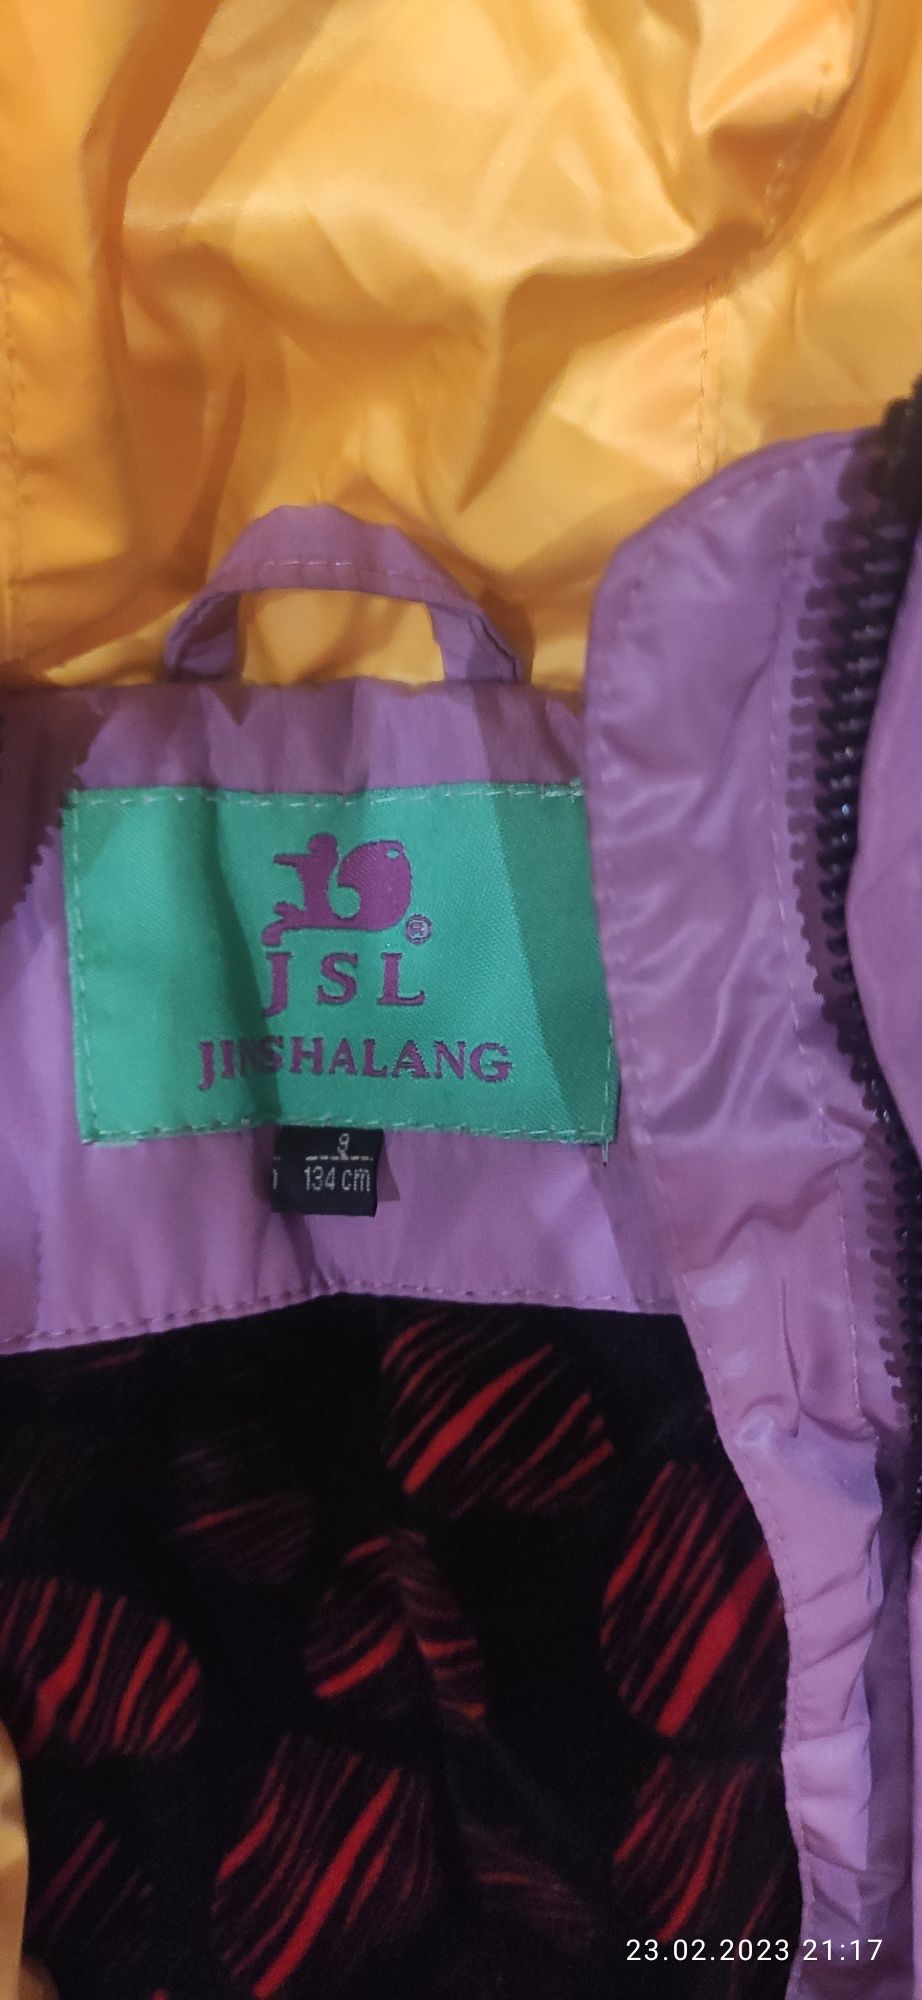 ®
JSL
JINSHALANG
9
134 cm
23.02.2023 21:17